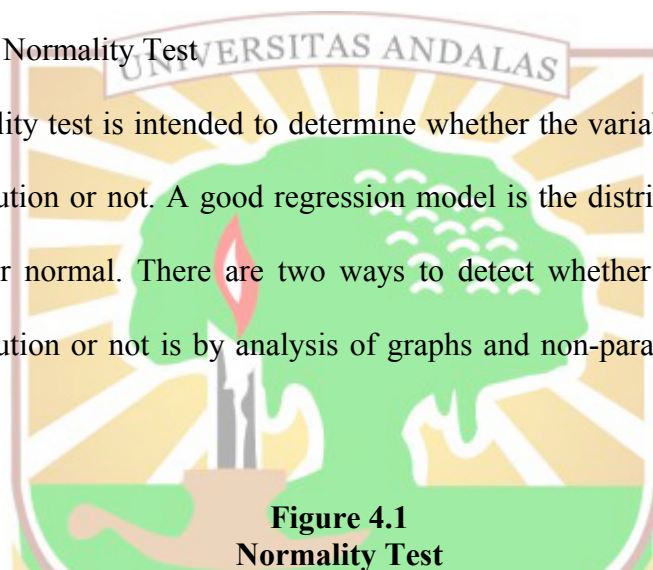 Normality Test
UNIVERSITAS ANDALAS
lity test is intended to determine whether the varial
ution or not. A good regression model is the distri
r normal. There are two ways to detect whether
ution or not is by analysis of graphs and non-para
Figure 4.1
Normality Test